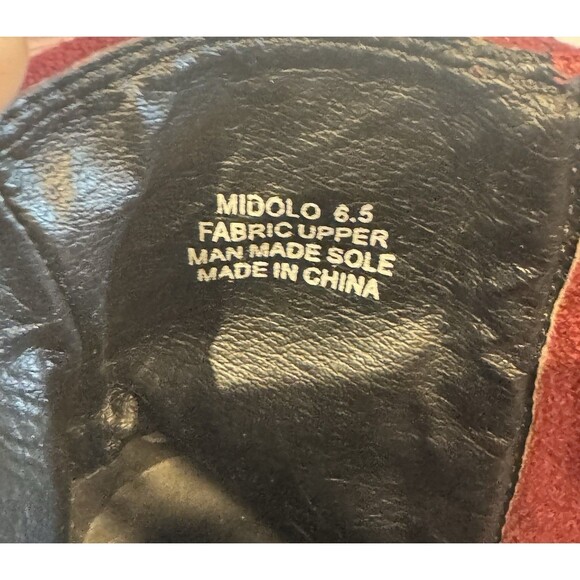 MIDOLO 6.5
FABRIC UPPER
MAN MADE SOLE
MADE IN CHINA